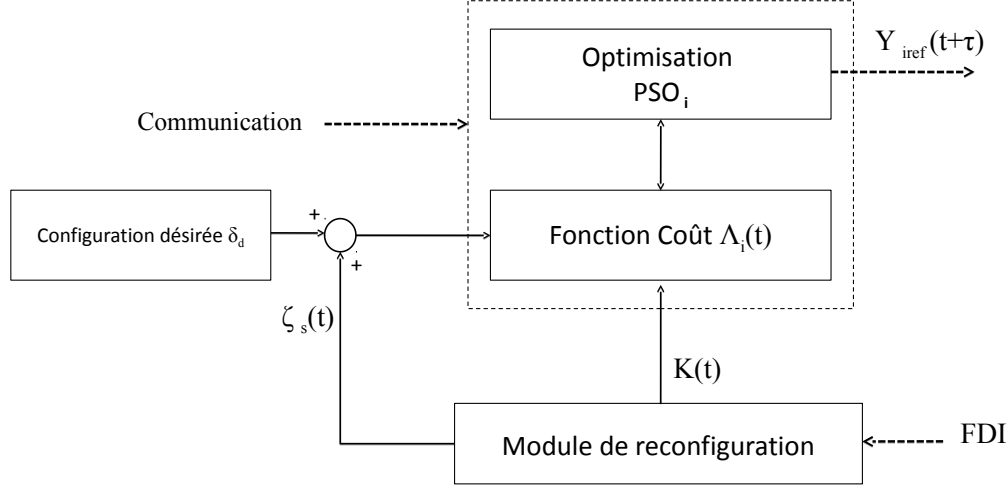 Optimisation
PSO i
Y iref (t+τ)
Communication
Configuration désirée δd
+
+
Fonction Coût Λi(t)
ζ s(t)
K(t)
Module de reconfiguration
FDI